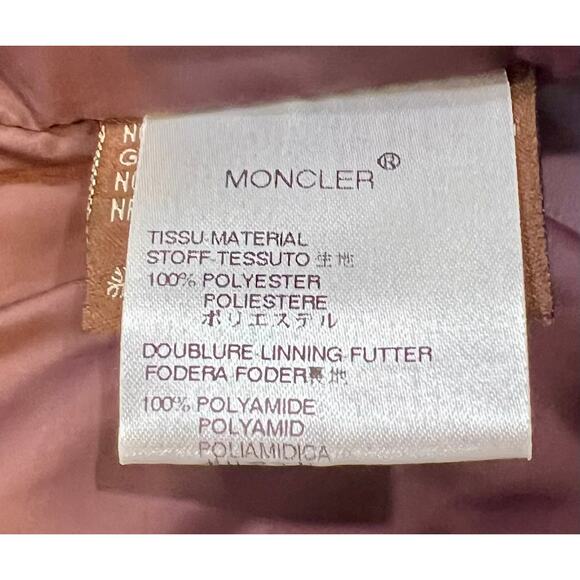 MONCLER®
TISSU-MATERIAL
STOFF-TESSUTO 生地
100% POLYESTER
POLIESTERE
ポリエステル
DOUBLURE-LINNING-FUTTER
FODERA-FODER裏地
100% POLYAMIDE
POLYAMID
POLIAMIDICA